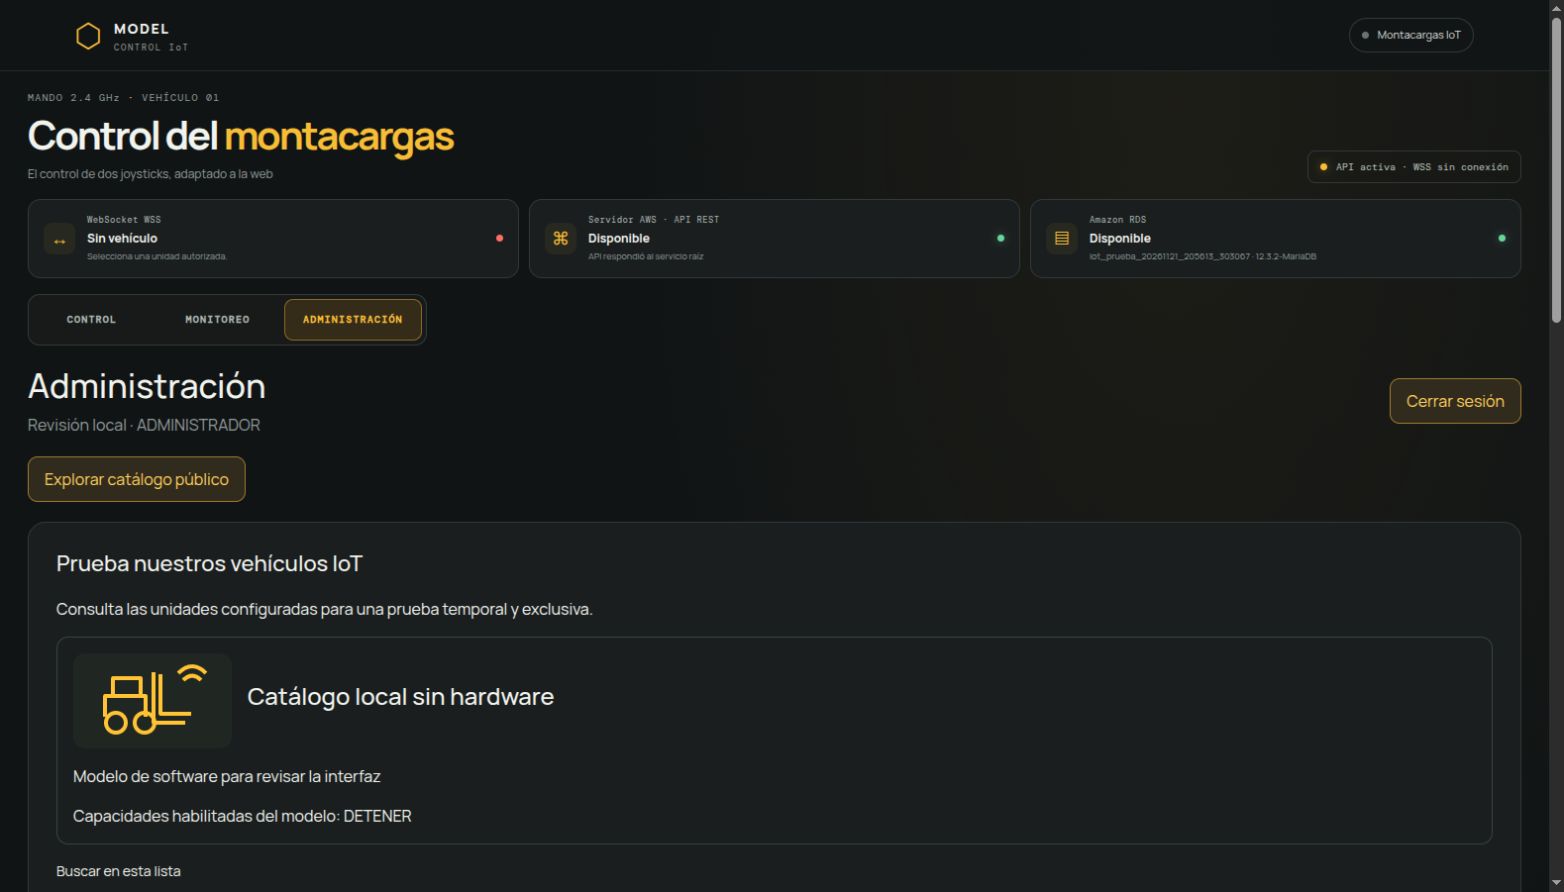 MODEL
CONTROL IoT
Montacargas IoT
MANDO 2.4 GHz · VEHÍCULO 01
Control del montacargas
El control de dos joysticks, adaptado a la web
API activa · WSS sin conexión
WebSocket WSS
Sin vehículo
Selecciona una unidad autorizada.
Servidor AWS · API REST
Disponible
API respondió al servicio raíz
Amazon RDS
Disponible
iot_prueba_20261121_205613_303067 · 12.3.2-MariaDB
CONTROL
MONITOREO
ADMINISTRACIÓN
Administración
Revisión local · ADMINISTRADOR
Cerrar sesión
Explorar catálogo público
Prueba nuestros vehículos IoT
Consulta las unidades configuradas para una prueba temporal y exclusiva.
Catálogo local sin hardware
Modelo de software para revisar la interfaz
Capacidades habilitadas del modelo: DETENER
Buscar en esta lista